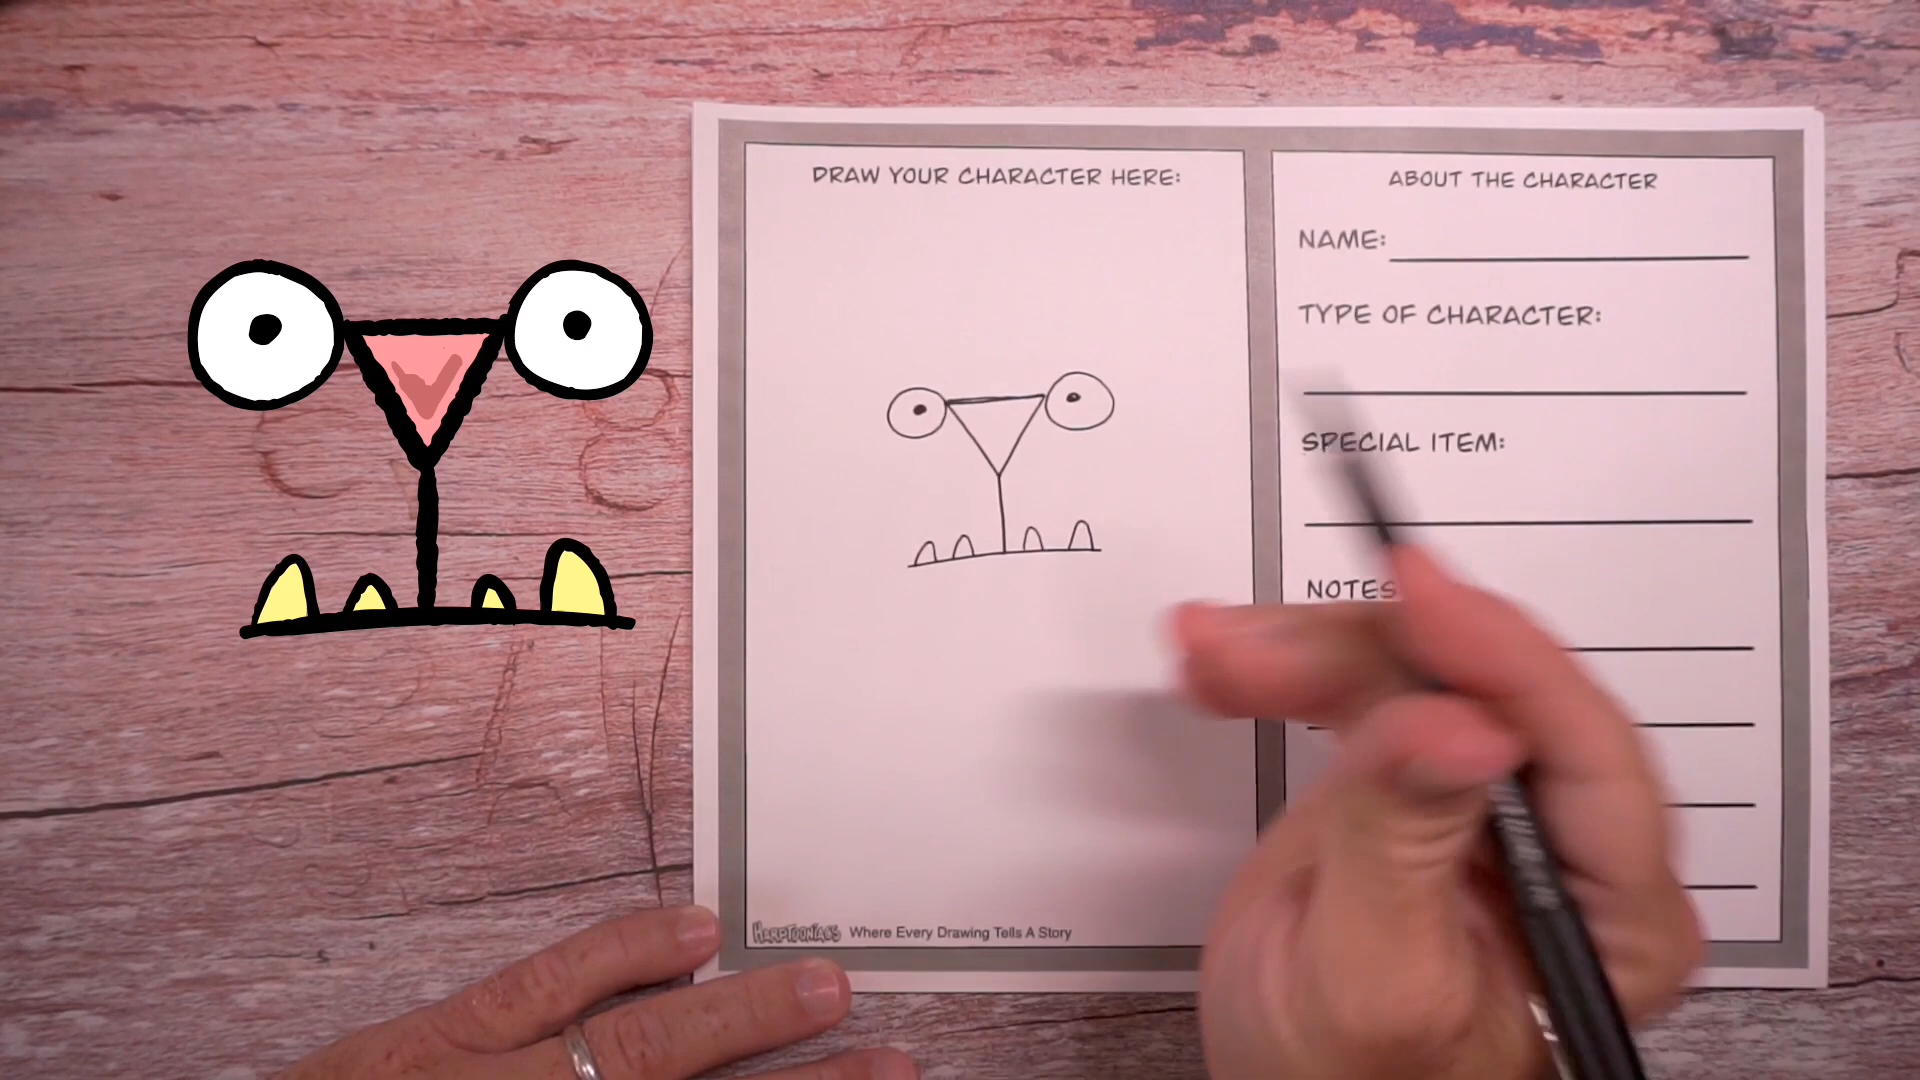 DRAW YOUR CHARACTER HERE:
HARPTOONIAC'S Where Every Drawing Tells A Story
ABOUT THE CHARACTER
NAME:
TYPE OF CHARACTER:
SPECIAL ITEM:
NOTES